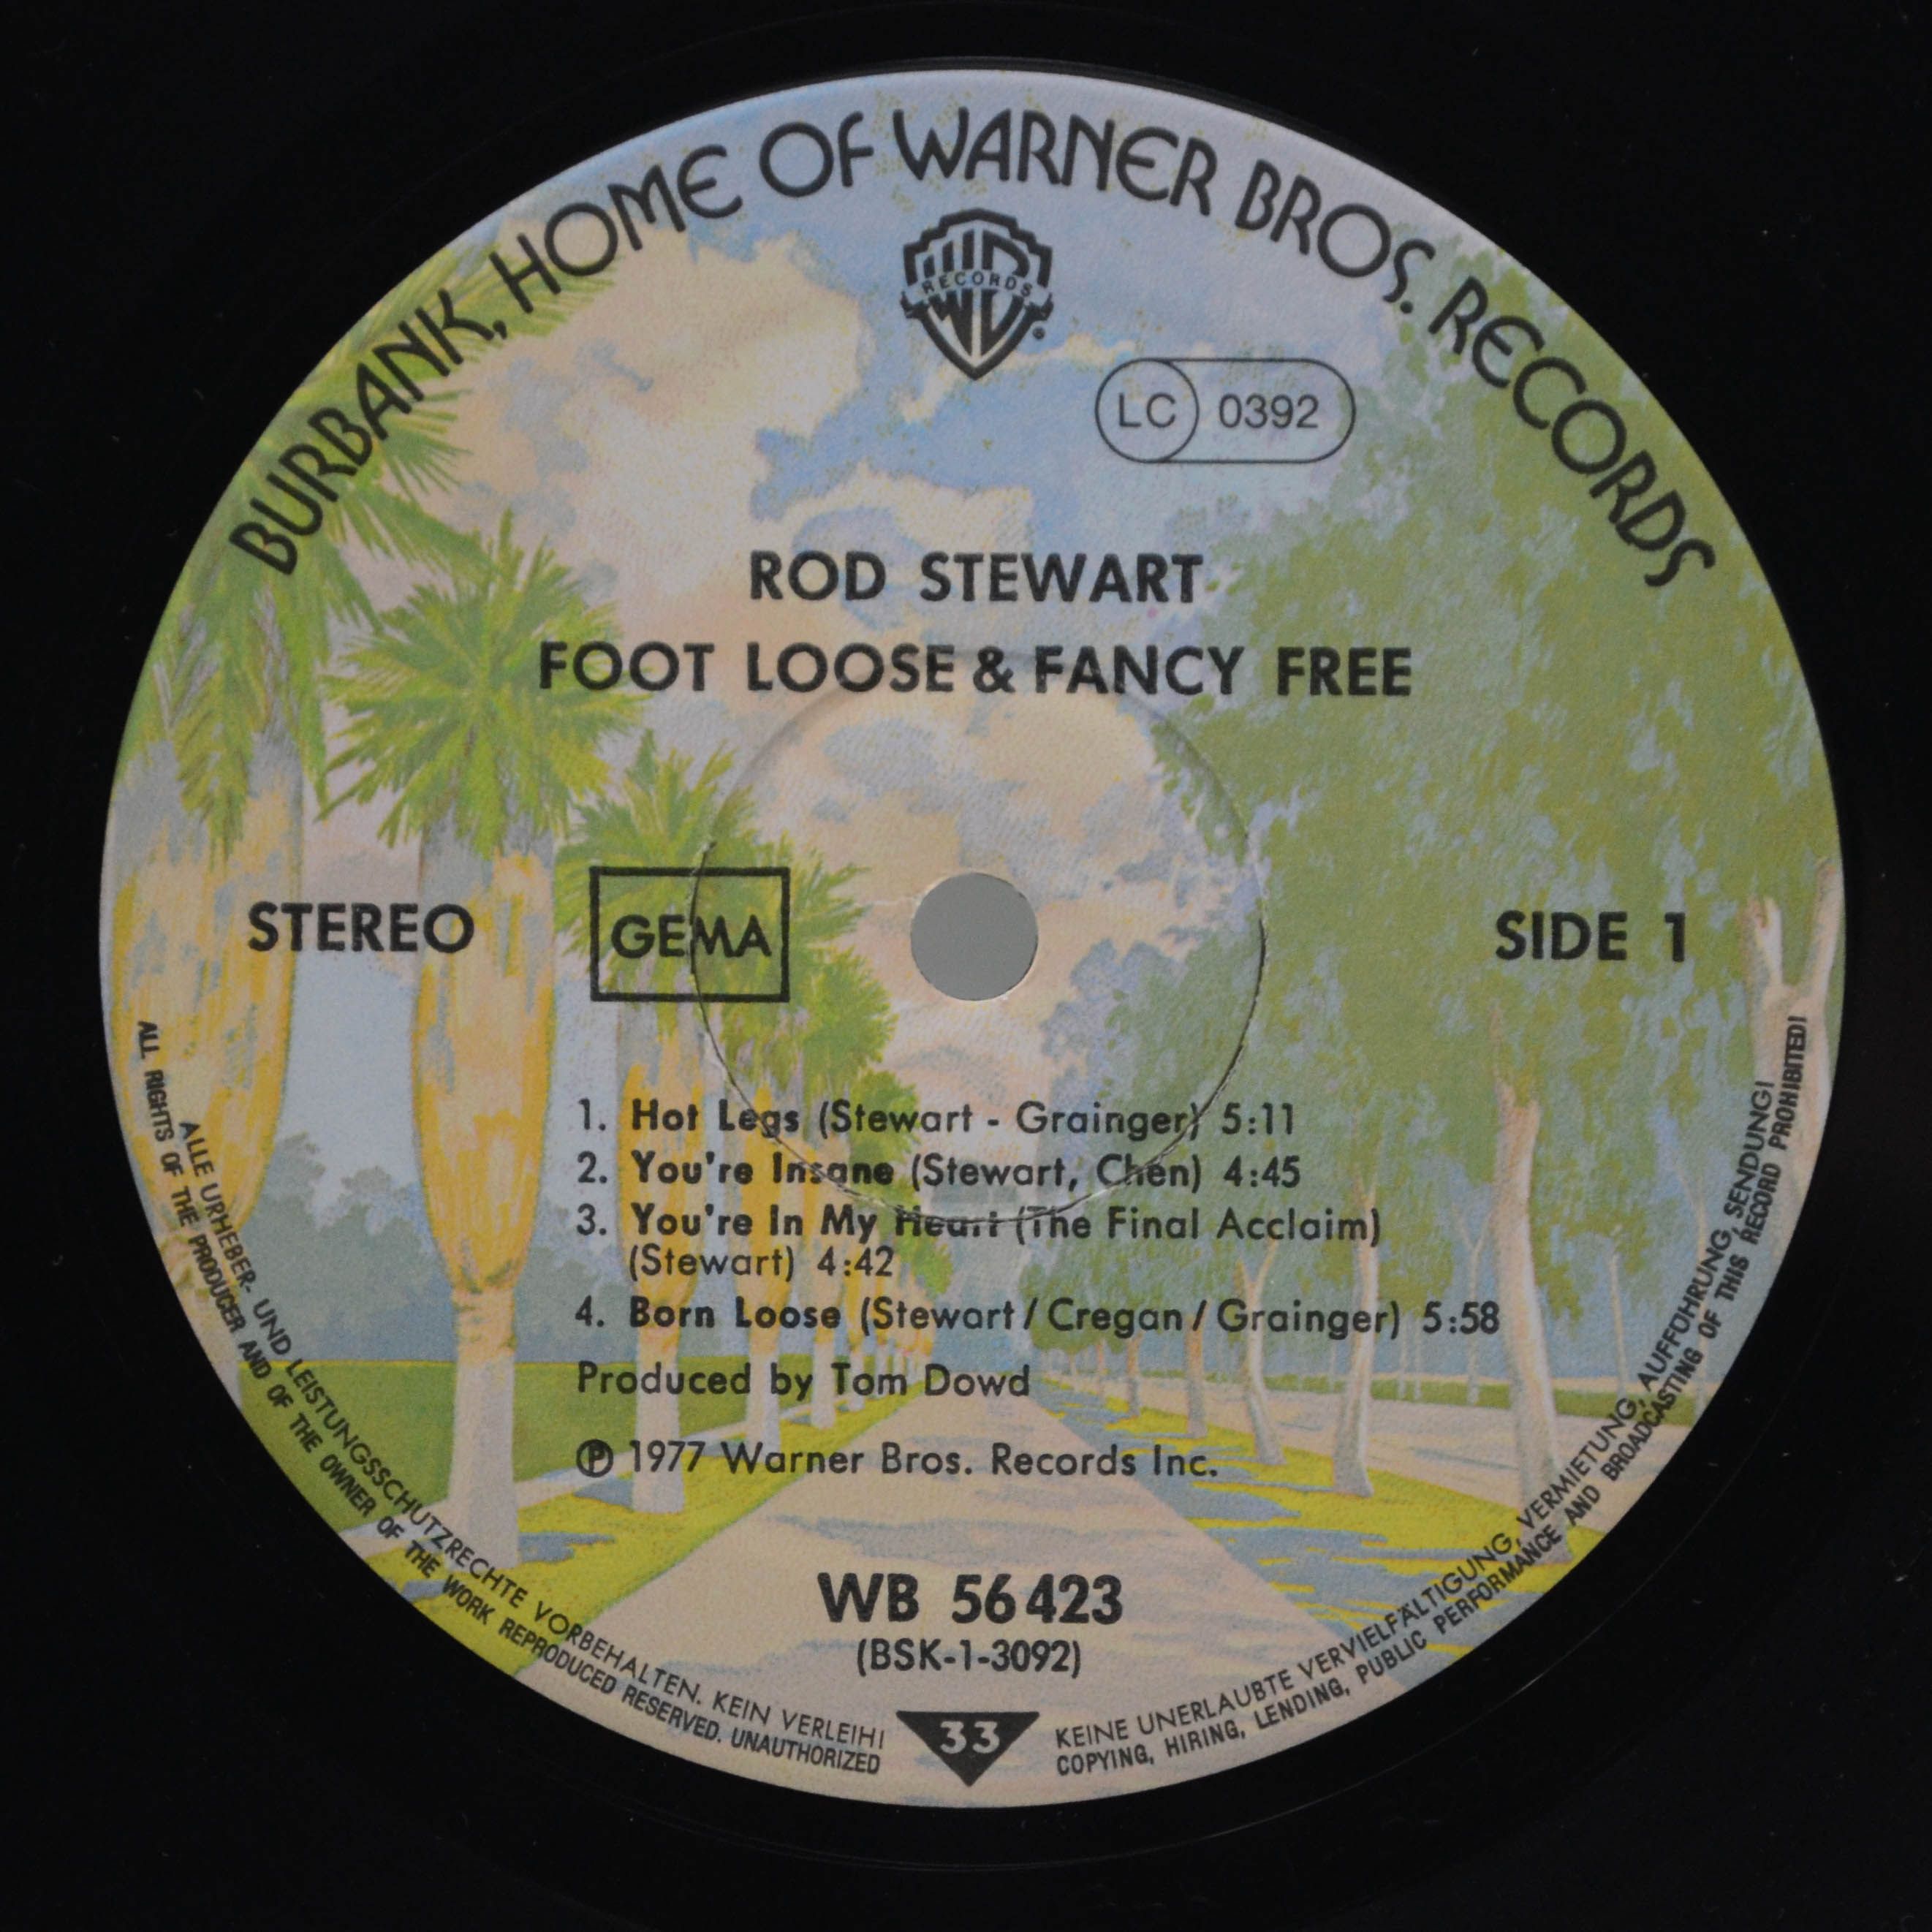 BURBANK, HOME OF WARNER BROS. RECORDS
WB
RECORDS
LC 0392
ROD STEWART
FOOT LOOSE & FANCY FREE
STEREO
GEMA
SIDE 1
1. Hot Legs (Stewart - Grainger) 5:11
2. You're Insane (Stewart, Chen) 4:45
3. You're In My Heart (The Final Acclaim)
(Stewart) 4:42
4. Born Loose (Stewart / Cregan / Grainger) 5:58
Produced by Tom Dowd
℗ 1977 Warner Bros. Records Inc.
WB 56 423
(BSK-1-3092)
33
ALLE URHEBER- UND LEISTUNGSSCHUTZRECHTE VORBEHALTEN. KEIN VERLEIH! KEINE UNERLAUBTE VERVIELFÄLTIGUNG, VERMIETUNG, AUFFÜHRUNG, SENDUNG!
ALL RIGHTS OF THE PRODUCER AND OF THE OWNER OF THE WORK REPRODUCED RESERVED. UNAUTHORIZED COPYING, HIRING, LENDING, PUBLIC PERFORMANCE AND BROADCASTING OF THIS RECORD PROHIBITED!